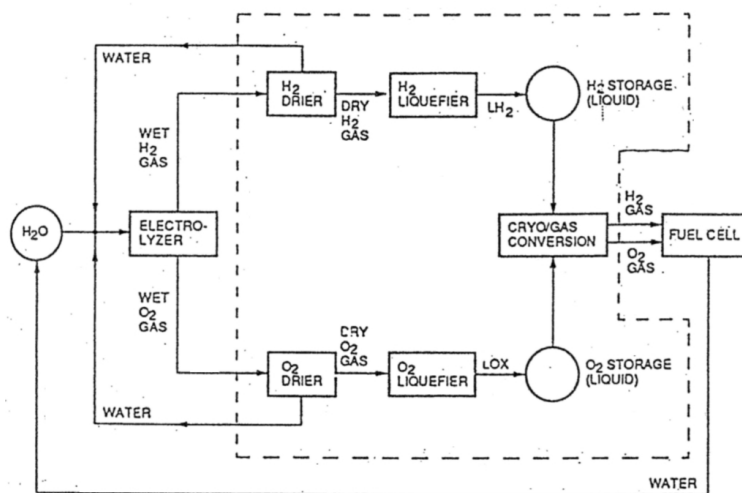 WATER
H2
DRIER
DRY
H2
GAS
H2
LIQUEFIER
LH2
H2 STORAGE
(LIQUID)
WET
H2
GAS
H2O
ELECTRO-
LYZER
CRYO/GAS
CONVERSION
H2
GAS
O2
GAS
FUEL CELL
WET
O2
GAS
DRY
O2
GAS
O2
DRIER
O2
LIQUEFIER
LOX
O2 STORAGE
(LIQUID)
WATER
WATER